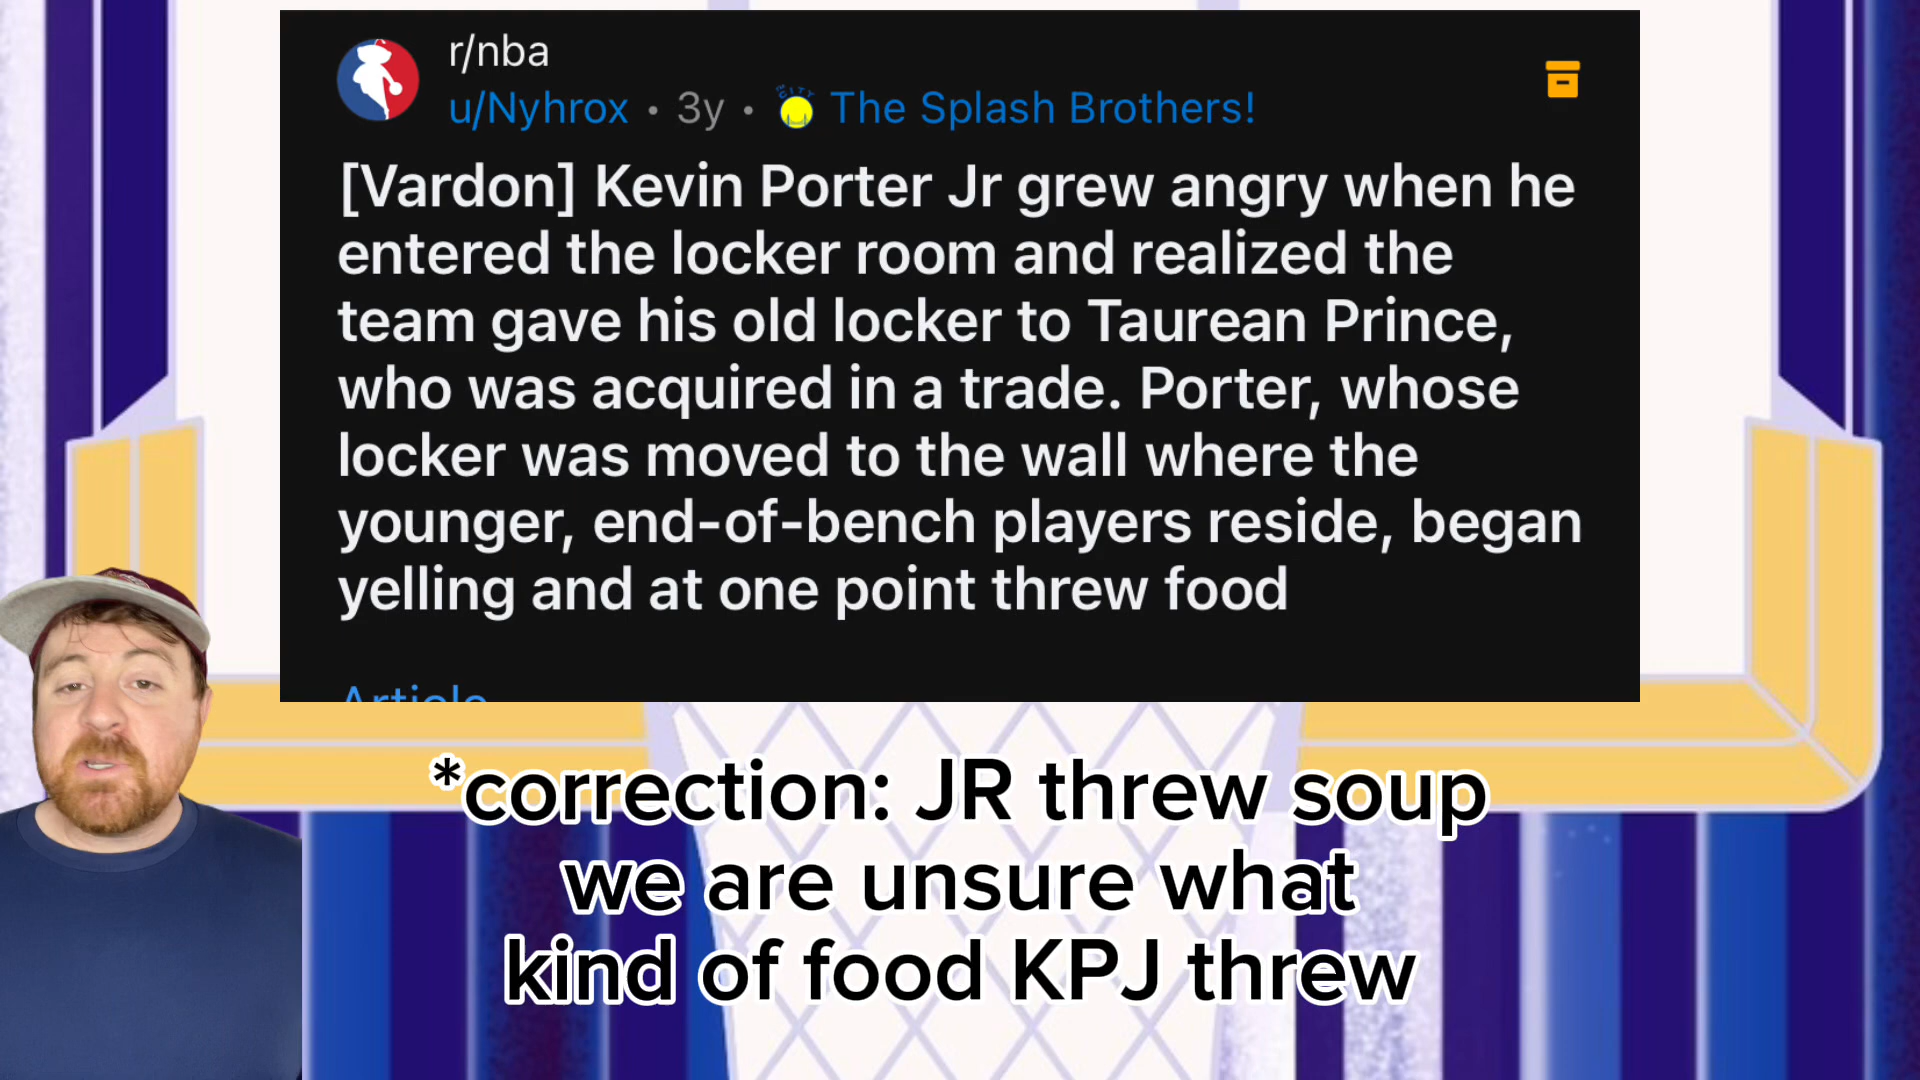 r/nba
u/Nyhrox • 3y • THE CITY The Splash Brothers!
[Vardon] Kevin Porter Jr grew angry when he
entered the locker room and realized the
team gave his old locker to Taurean Prince,
who was acquired in a trade. Porter, whose
locker was moved to the wall where the
younger, end-of-bench players reside, began
yelling and at one point threw food
Article
*correction: JR threw soup
we are unsure what
kind of food KPJ threw